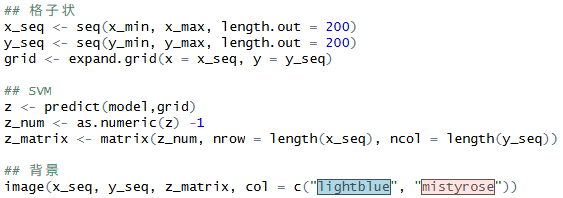 ## 格子状
x_seq <- seq(x_min, x_max, length.out = 200)
y_seq <- seq(y_min, y_max, length.out = 200)
grid <- expand.grid(x = x_seq, y = y_seq)
## SVM
z <- predict(model,grid)
z_num <- as.numeric(z) -1
z_matrix <- matrix(z_num, nrow = length(x_seq), ncol = length(y_seq))
## 背景
image(x_seq, y_seq, z_matrix, col = c("lightblue", "mistyrose"))